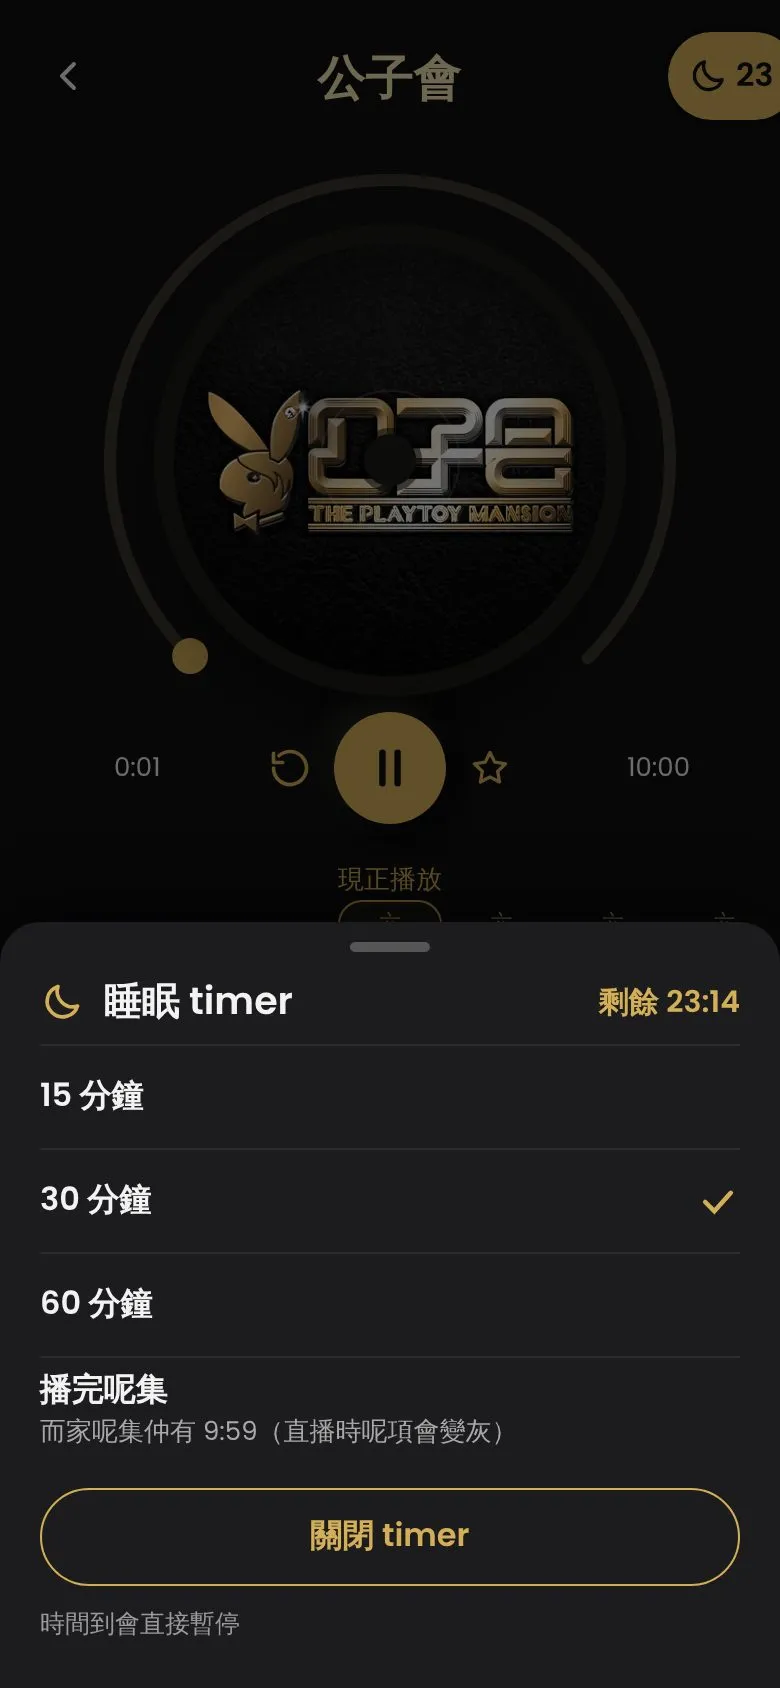 公子會
23
公子會
THE PLAYTOY MANSION
0:01
10:00
現正播放
睡眠 timer
剩餘 23:14
15 分鐘
30 分鐘
60 分鐘
播完呢集
而家呢集仲有 9:59（直播時呢項會變灰）
關閉 timer
時間到會直接暫停